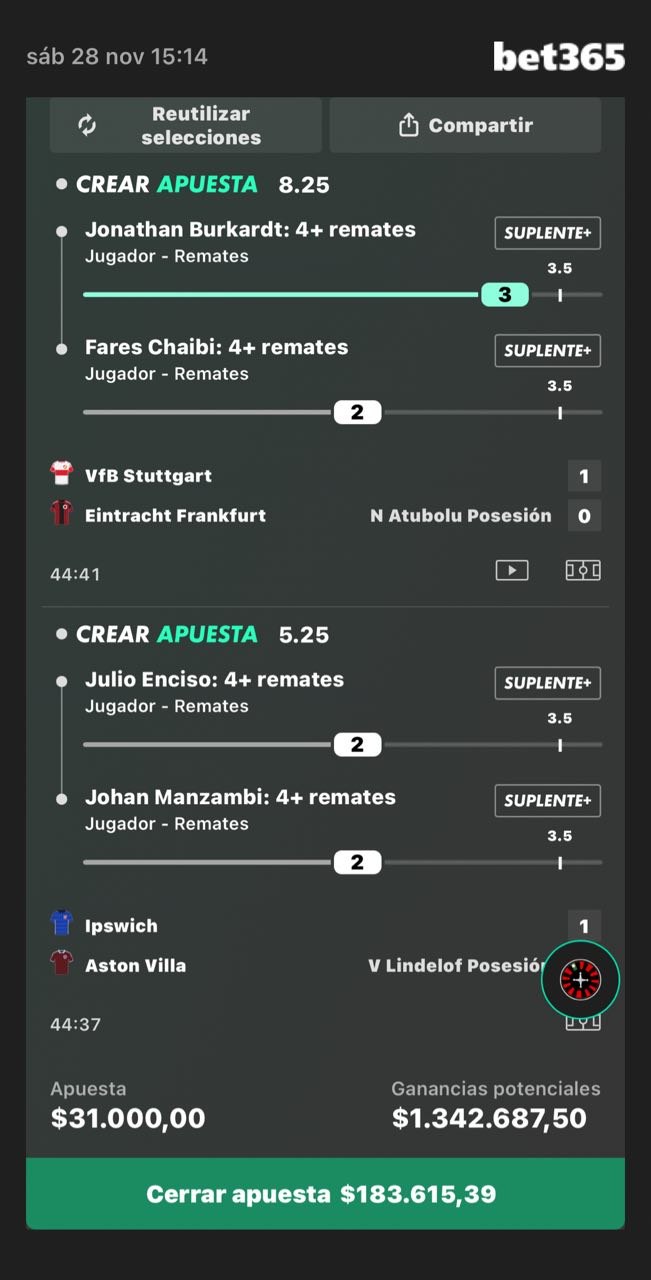 sáb 28 nov 15:14
bet365
Reutilizar
selecciones
Compartir
CREAR APUESTA 8.25
Jonathan Burkardt: 4+ remates
SUPLENTE+
Jugador - Remates
3.5
3
Fares Chaibi: 4+ remates
SUPLENTE+
Jugador - Remates
3.5
2
VfB Stuttgart 1
Eintracht Frankfurt N Atubolu Posesión 0
44:41
CREAR APUESTA 5.25
Julio Enciso: 4+ remates
SUPLENTE+
Jugador - Remates
3.5
2
Johan Manzambi: 4+ remates
SUPLENTE+
Jugador - Remates
3.5
2
Ipswich 1
Aston Villa V Lindelof Posesión
44:37
Apuesta Ganancias potenciales
$31.000,00 $1.342.687,50
Cerrar apuesta $183.615,39